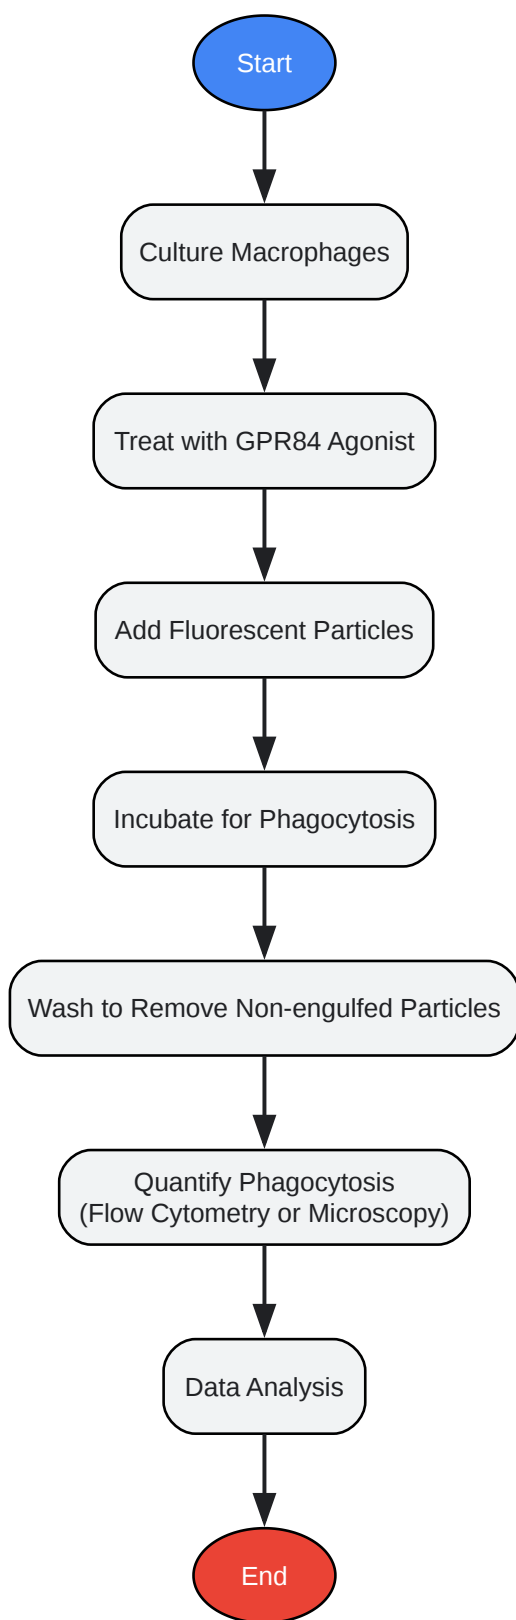 Start
Culture Macrophages
Treat with GPR84 Agonist
Add Fluorescent Particles
Incubate for Phagocytosis
Wash to Remove Non-engulfed Particles
Quantify Phagocytosis
(Flow Cytometry or Microscopy)
Data Analysis
End